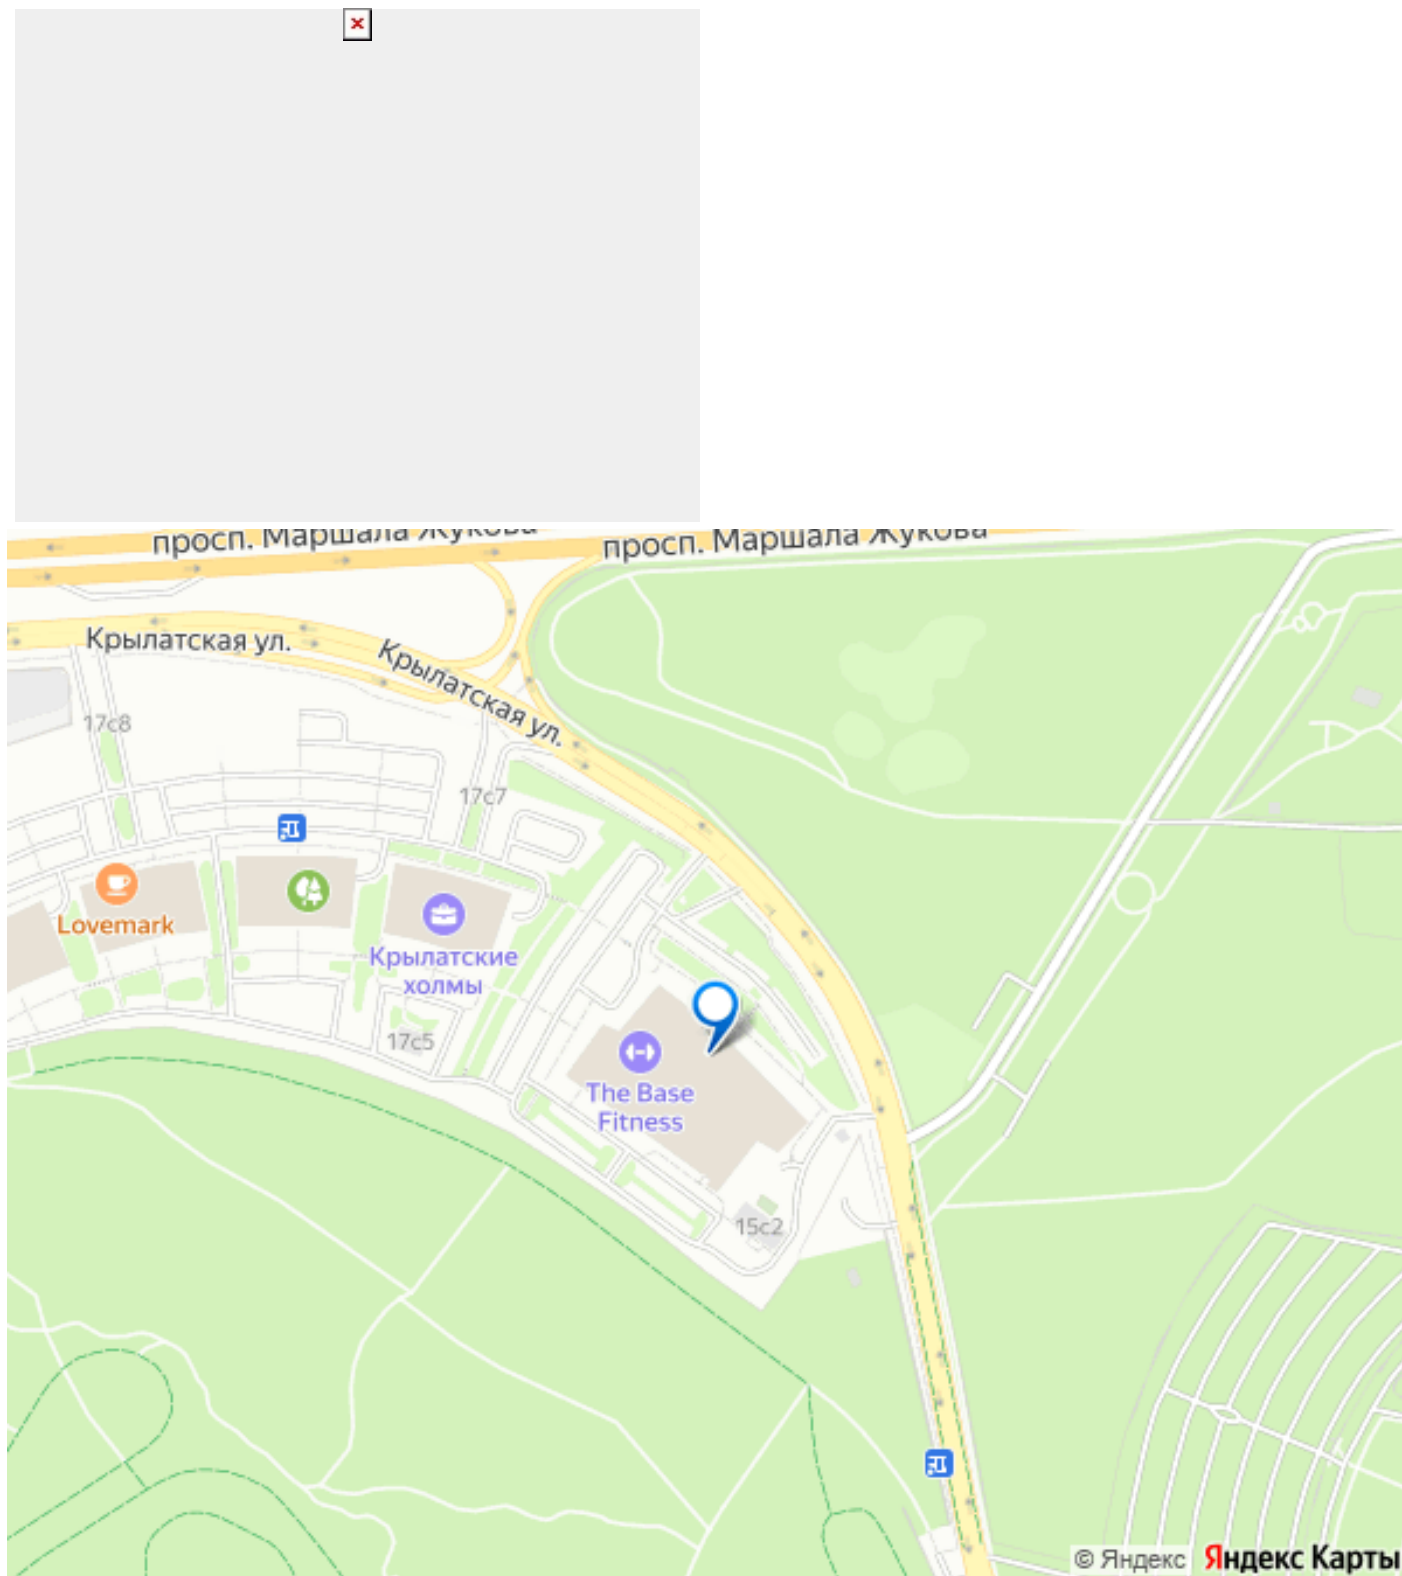 просп. Маршала Жукова
просп. Маршала Жукова
Крылатская ул.
Крылатская ул.
17с8
17с7
Lovemark
Крылатские
холмы
17с5
The Base
Fitness
15с2
© Яндекс
Яндекс Карты